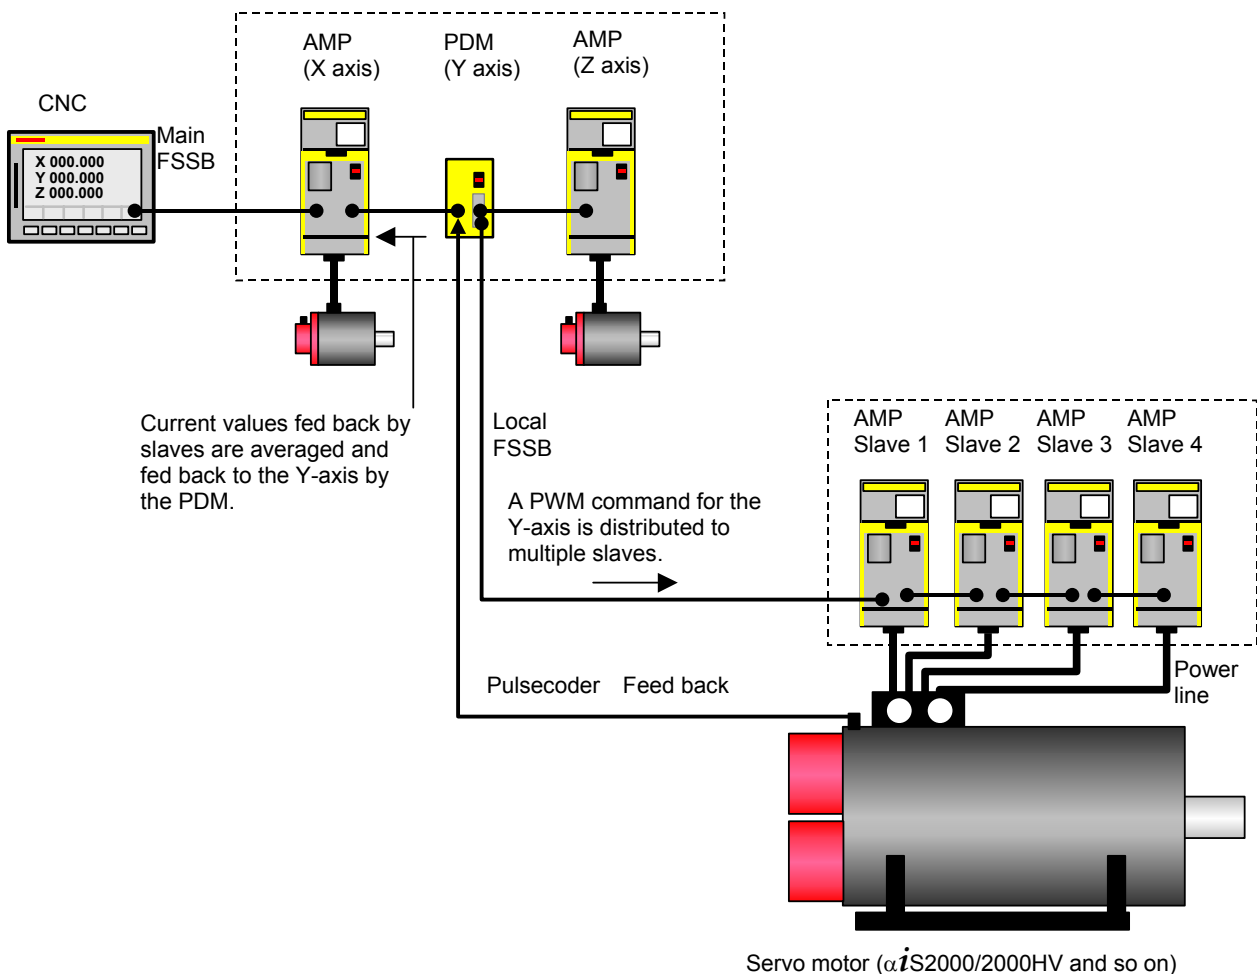 AMP
(X axis)
PDM
(Y axis)
AMP
(Z axis)
CNC
Main
FSSB
X 000.000
Y 000.000
Z 000.000
Current values fed back by
slaves are averaged and
fed back to the Y-axis by
the PDM.
Local
FSSB
A PWM command for the
Y-axis is distributed to
multiple slaves.
AMP
Slave 1
AMP
Slave 2
AMP
Slave 3
AMP
Slave 4
Pulsecoder Feed back
Power
line
Servo motor (αiS2000/2000HV and so on)